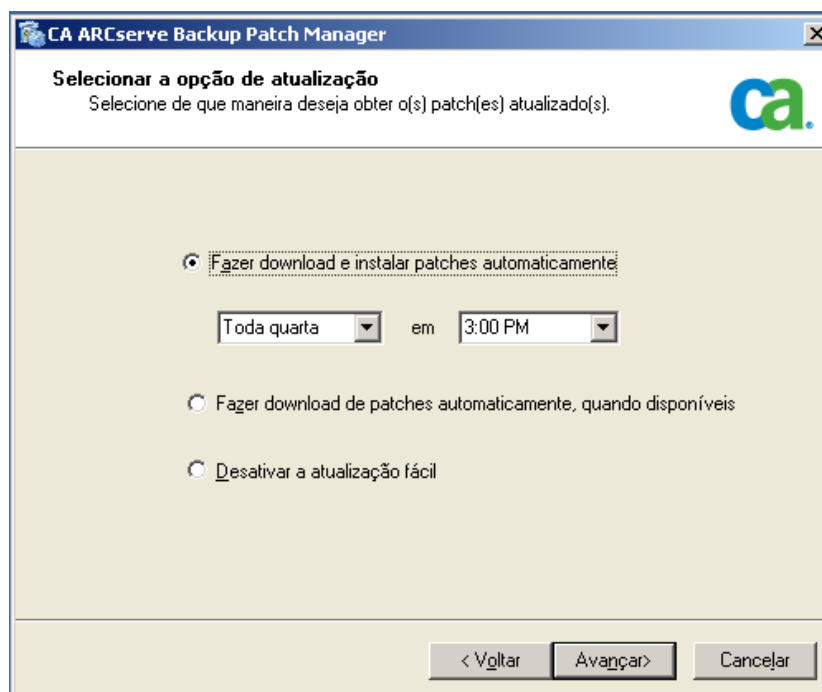 CA ARCserve Backup Patch Manager
Selecionar a opção de atualização
Selecione de que maneira deseja obter o(s) patch(es) atualizado(s).
ca
Fazer download e instalar patches automaticamente
Toda quarta em 3:00 PM
Fazer download de patches automaticamente, quando disponíveis
Desativar a atualização fácil
< Voltar Avançar> Cancelar